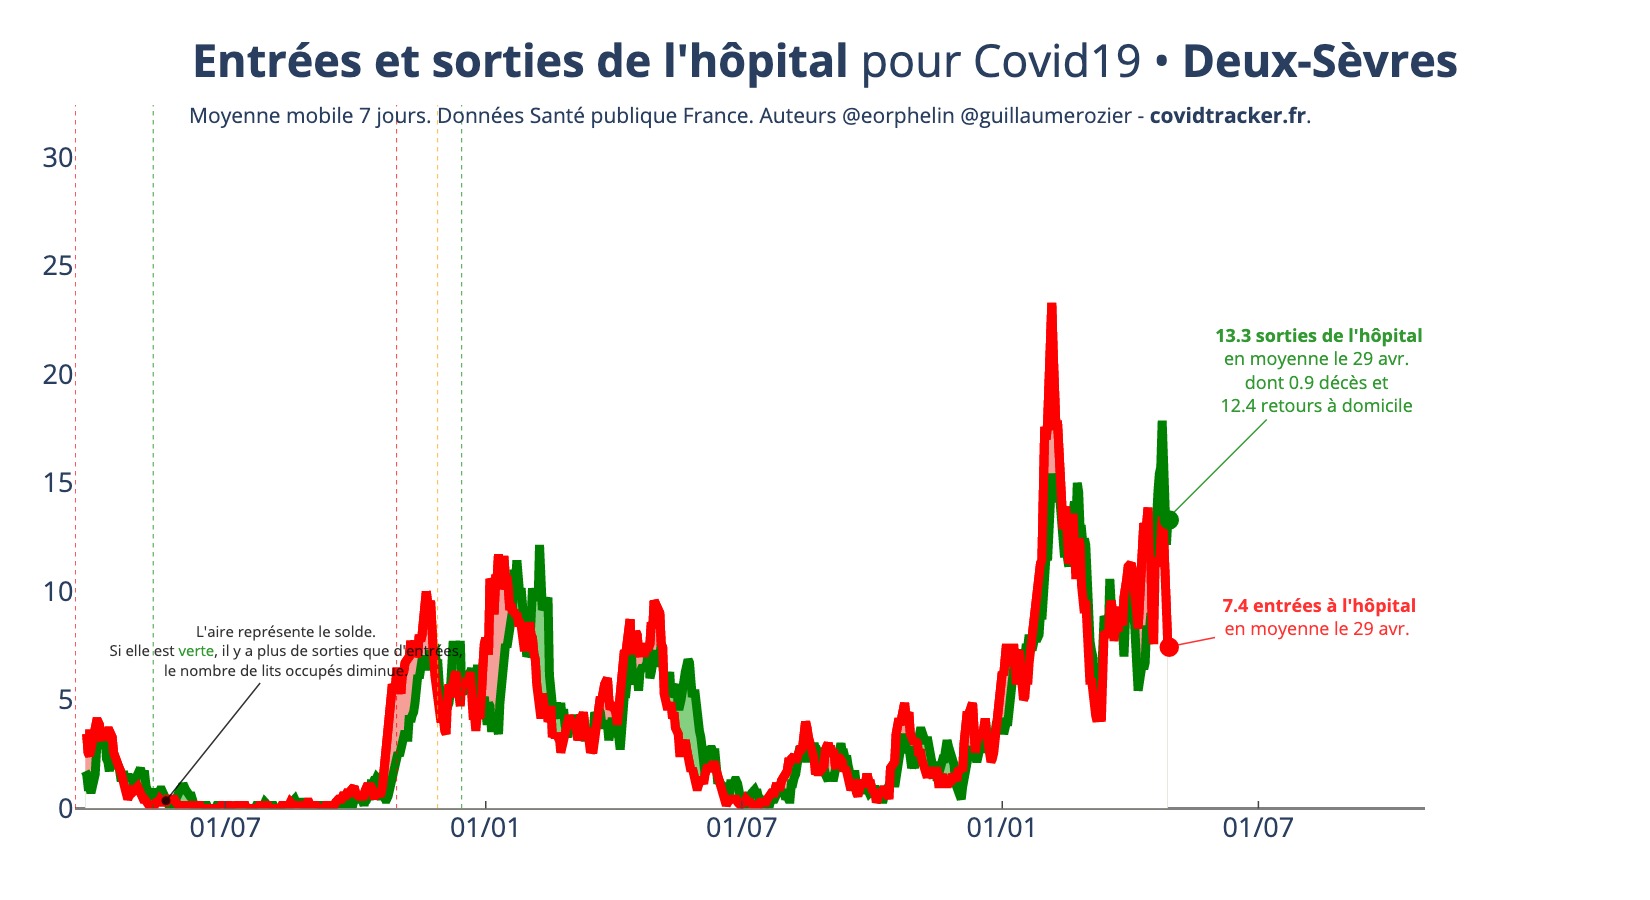 Entrées et sorties de l'hôpital pour Covid19 • Deux-Sèvres
Moyenne mobile 7 jours. Données Santé publique France. Auteurs @eorphelin @guillaumerozier - covidtracker.fr.
30
25
20
15
10
5
0
13.3 sorties de l'hôpital
en moyenne le 29 avr.
dont 0.9 décès et
12.4 retours à domicile
7.4 entrées à l'hôpital
en moyenne le 29 avr.
L'aire représente le solde.
Si elle est verte, il y a plus de sorties que d'entrées,
le nombre de lits occupés diminue.
01/07
01/01
01/07
01/01
01/07